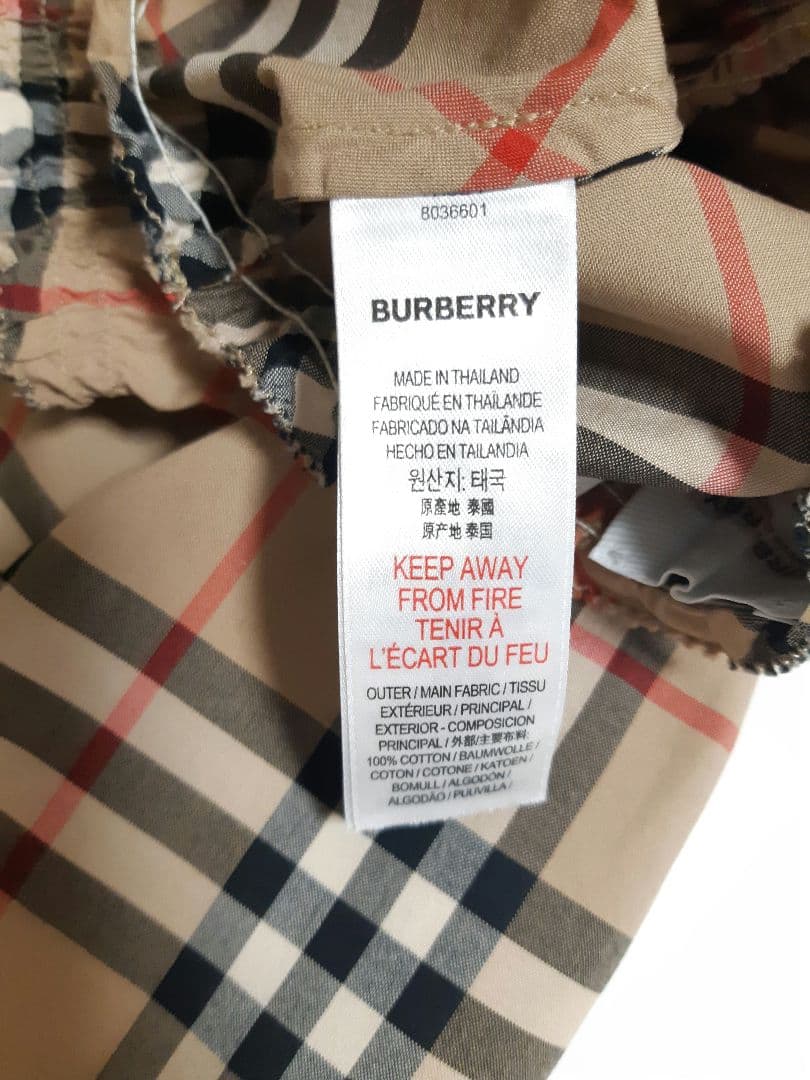 8036601
BURBERRY
MADE IN THAILAND
FABRIQUÉ EN THAÏLANDE
FABRICADO NA TAILÂNDIA
HECHO EN TAILANDIA
원산지: 태국
原產地 泰國
原产地 泰国
KEEP AWAY
FROM FIRE
TENIR À
L'ÉCART DU FEU
OUTER / MAIN FABRIC / TISSU
EXTÉRIEUR / PRINCIPAL /
EXTERIOR - COMPOSICION
PRINCIPAL / 外部/主要布料:
100% COTTON / BAUMWOLLE /
COTON / COTONE / KATOEN /
BOMULL / ALGODÓN /
ALGODÃO / PUUVILLA /